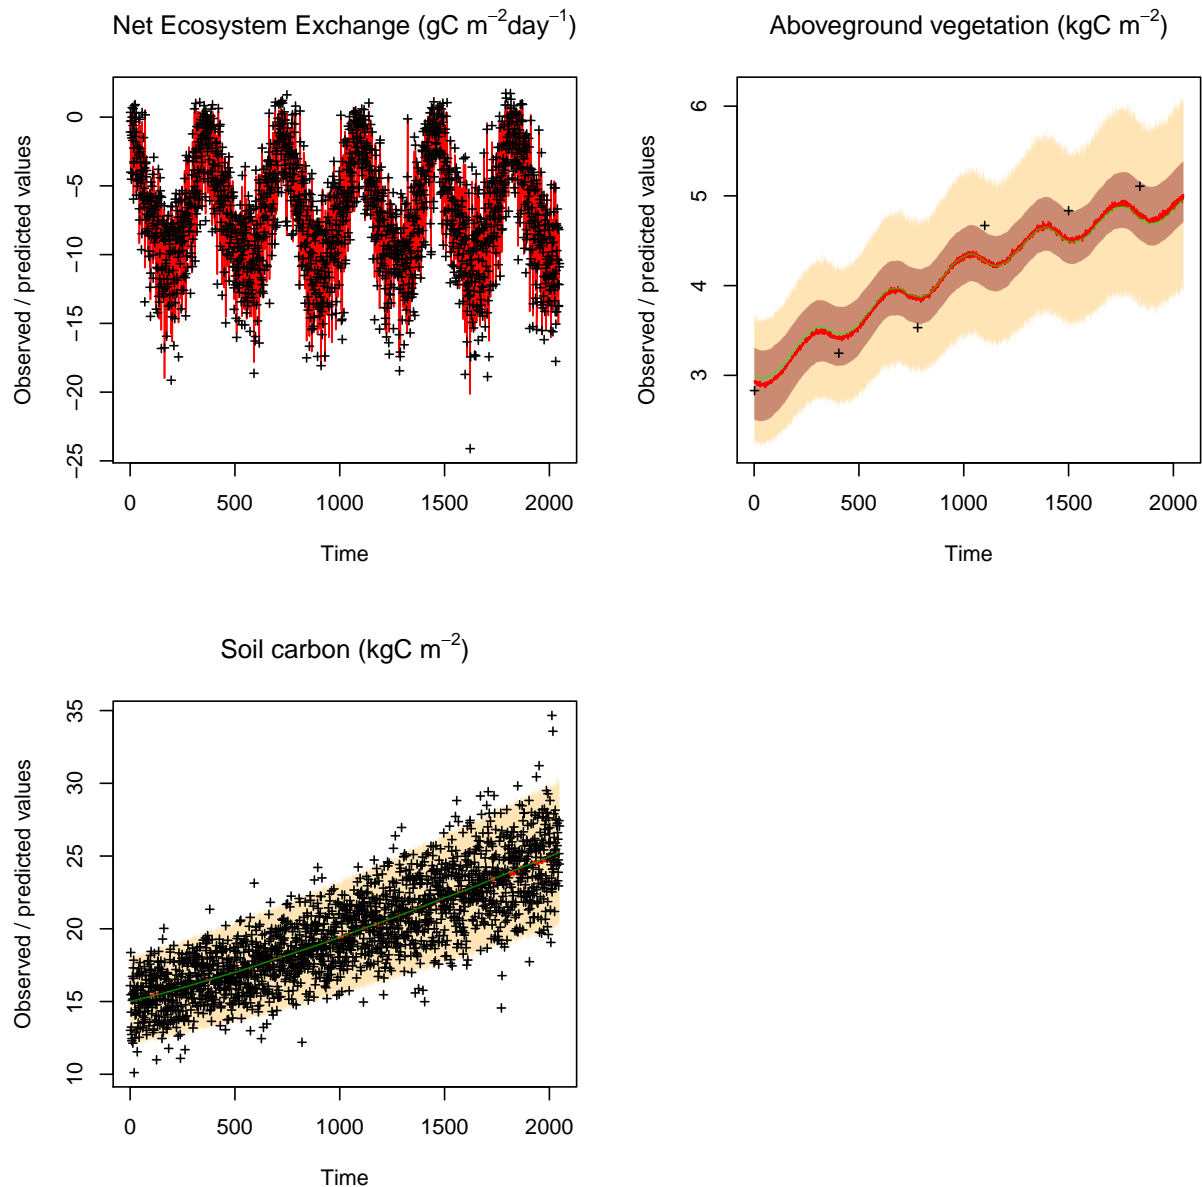 Net Ecosystem Exchange (gC m⁻²day⁻¹)
Observed / predicted values
0
−5
−10
−15
−20
−25
0 500 1000 1500 2000
Time
Aboveground vegetation (kgC m⁻²)
Observed / predicted values
6
5
4
3
0 500 1000 1500 2000
Time
Soil carbon (kgC m⁻²)
Observed / predicted values
35
30
25
20
15
10
0 500 1000 1500 2000
Time